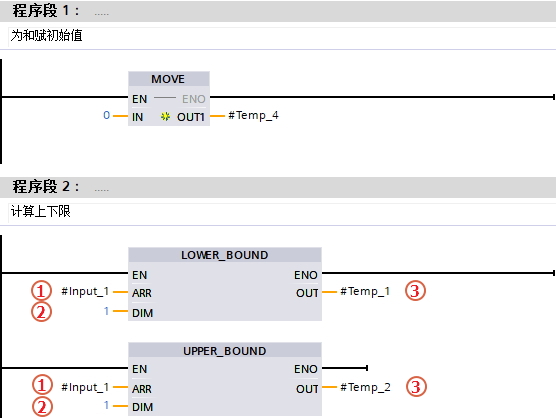 程序段 1： .....
为和赋初始值
MOVE
EN ENO
0 IN OUT1 #Temp_4
程序段 2： .....
计算上下限
LOWER_BOUND
EN ENO
① #Input_1 ARR OUT #Temp_1 ③
② 1 DIM
UPPER_BOUND
EN ENO
① #Input_1 ARR OUT #Temp_2 ③
② 1 DIM